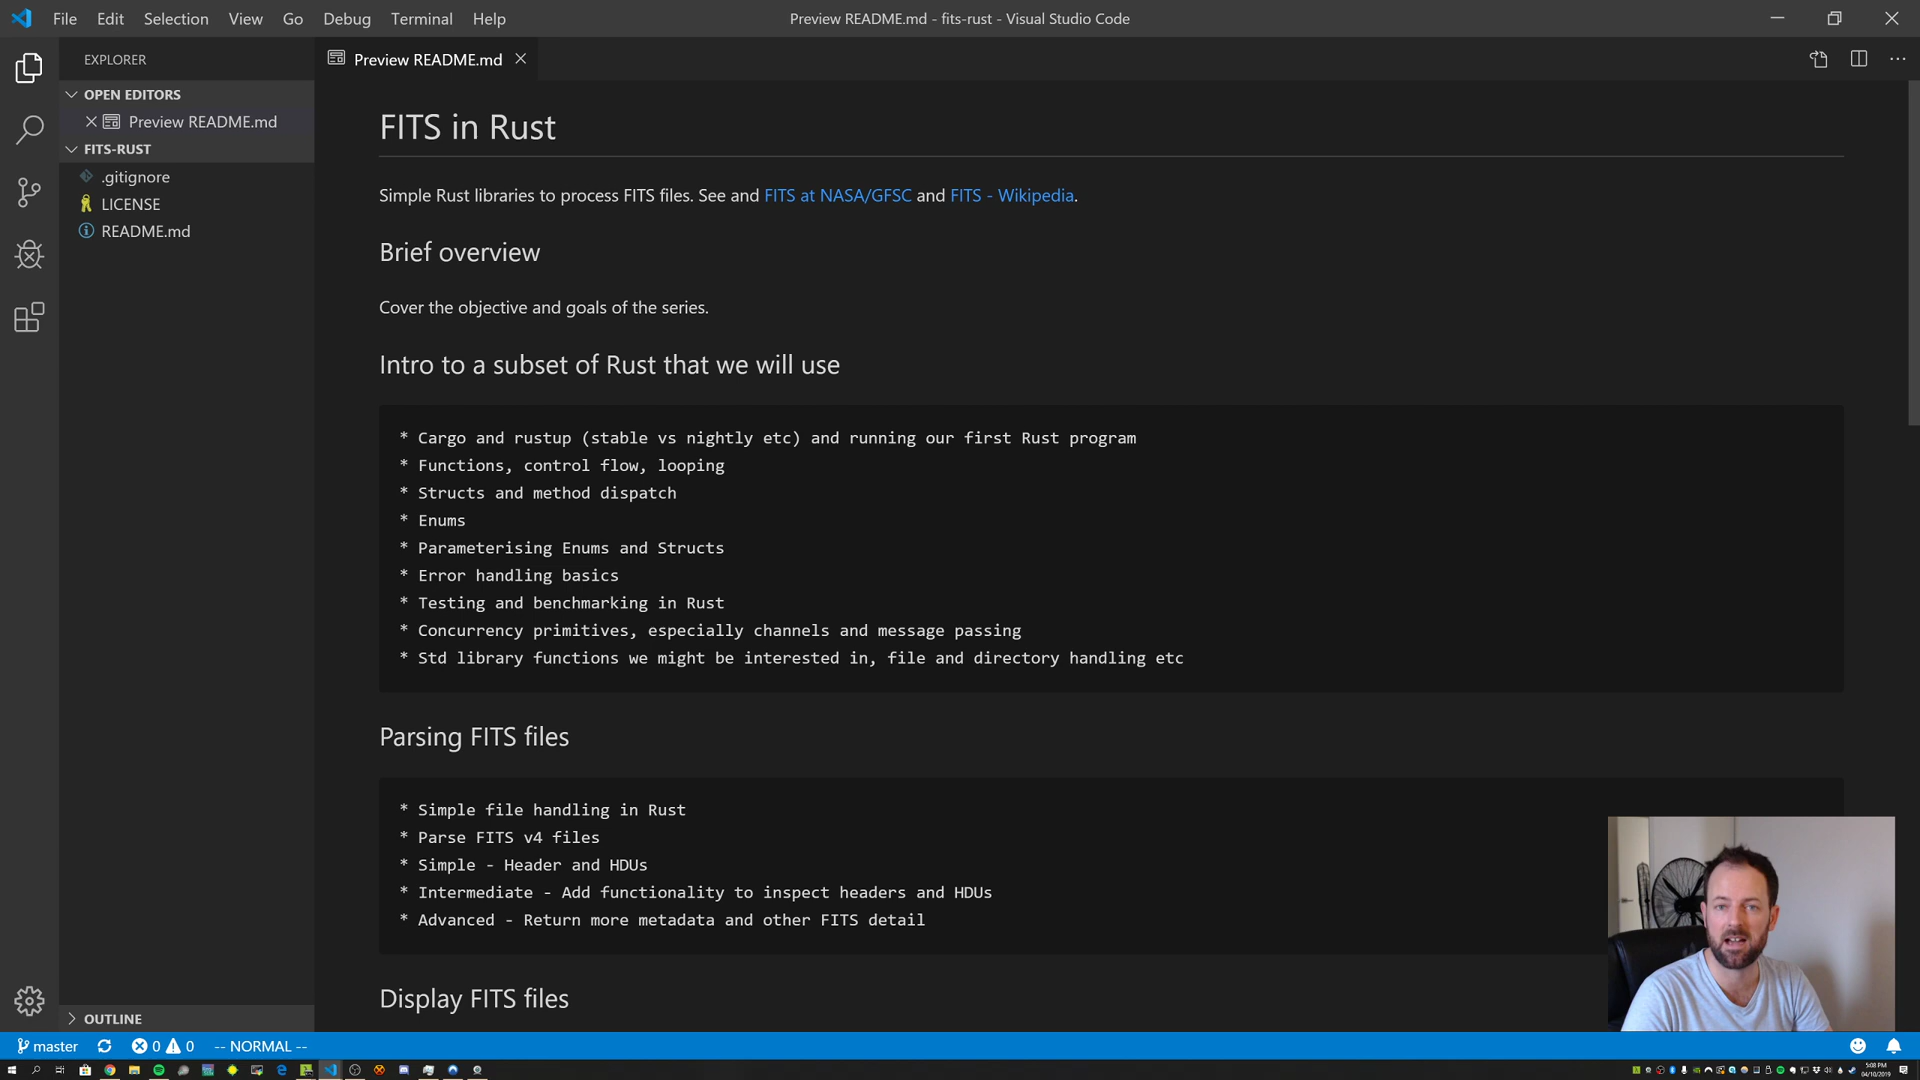 File Edit Selection View Go Debug Terminal Help
Preview README.md - fits-rust - Visual Studio Code
EXPLORER
Preview README.md
OPEN EDITORS
Preview README.md
FITS-RUST
.gitignore
LICENSE
README.md
FITS in Rust
Simple Rust libraries to process FITS files. See and FITS at NASA/GFSC and FITS - Wikipedia.
Brief overview
Cover the objective and goals of the series.
Intro to a subset of Rust that we will use
* Cargo and rustup (stable vs nightly etc) and running our first Rust program
* Functions, control flow, looping
* Structs and method dispatch
* Enums
* Parameterising Enums and Structs
* Error handling basics
* Testing and benchmarking in Rust
* Concurrency primitives, especially channels and message passing
* Std library functions we might be interested in, file and directory handling etc
Parsing FITS files
* Simple file handling in Rust
* Parse FITS v4 files
* Simple - Header and HDUs
* Intermediate - Add functionality to inspect headers and HDUs
* Advanced - Return more metadata and other FITS detail
Display FITS files
OUTLINE
master 0 0 -- NORMAL --
5:08 PM
04/10/2019